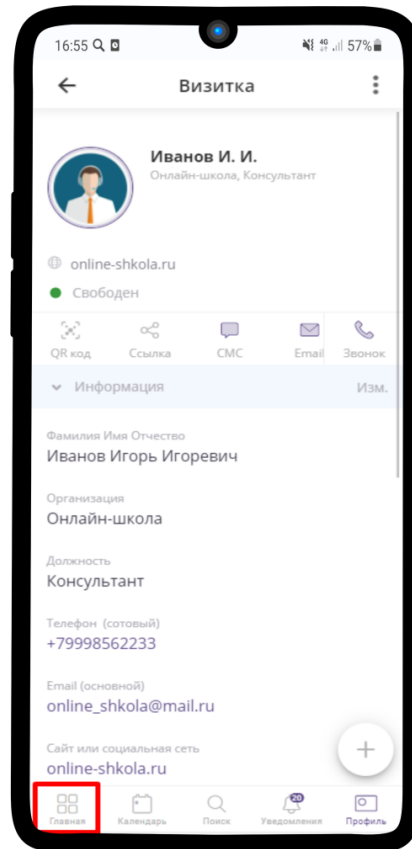 16:55 4G 57%
Визитка
Иванов И. И.
Онлайн-школа, Консультант
online-shkola.ru
Свободен
QR код Ссылка СМС Email Звонок
Информация Изм.
Фамилия Имя Отчество
Иванов Игорь Игоревич
Организация
Онлайн-школа
Должность
Консультант
Телефон (сотовый)
+79998562233
Email (основной)
online_shkola@mail.ru
Сайт или социальная сеть
online-shkola.ru
+
20
Главная Календарь Поиск Уведомления Профиль